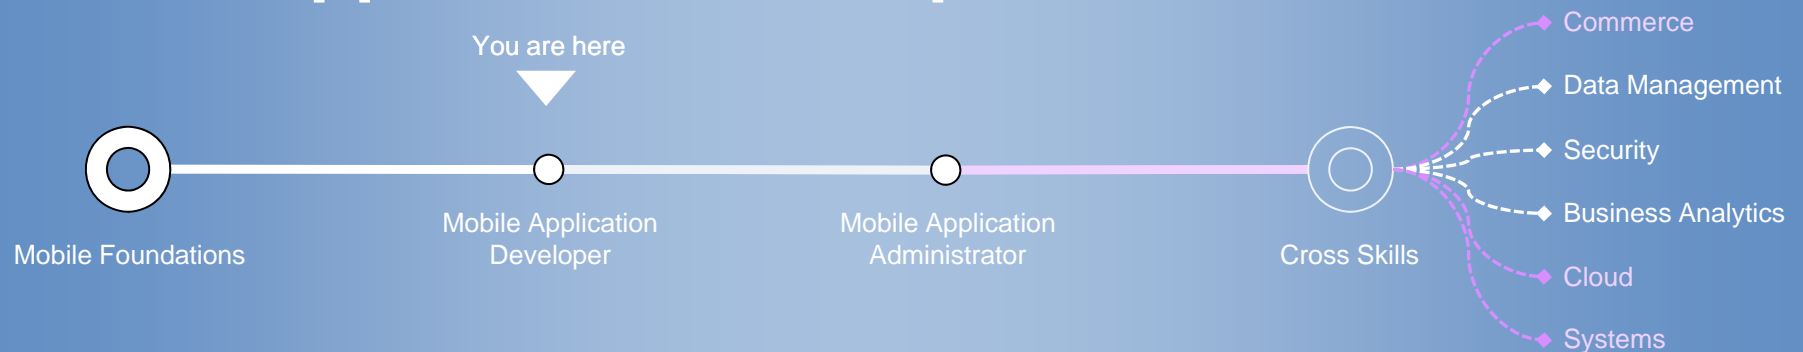 You are here
Mobile Foundations
Mobile Application
Developer
Mobile Application
Administrator
Cross Skills
Commerce
Data Management
Security
Business Analytics
Cloud
Systems